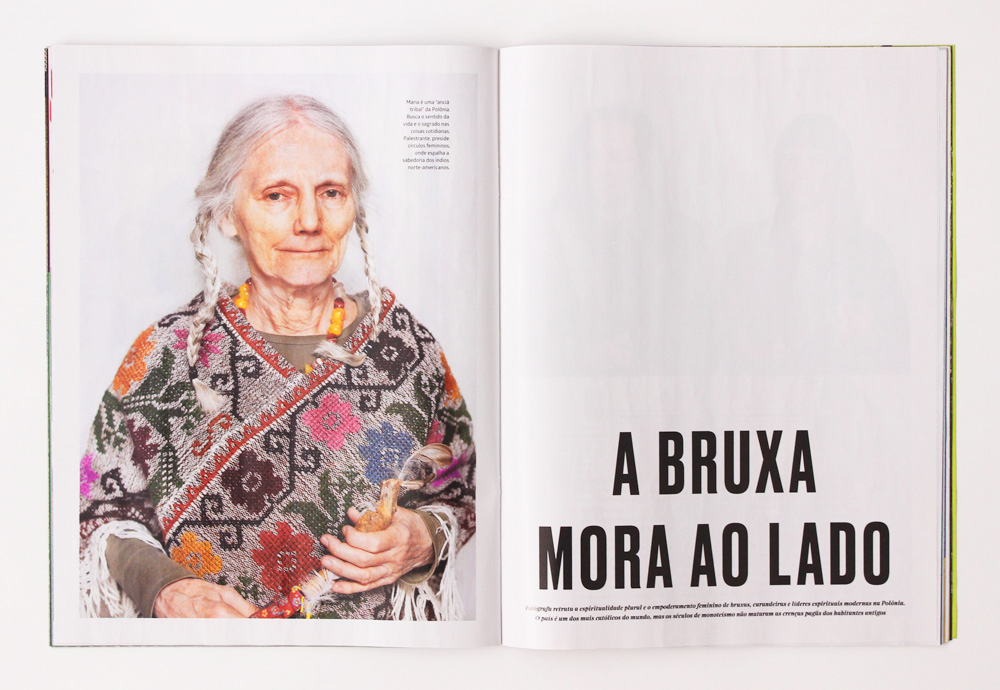 Maria é uma "anciã
tribal" da Polônia.
Busca o sentido da
vida e o sagrado nas
coisas cotidianas.
Palestrante, preside
círculos femininos,
onde espalha a
sabedoria dos índios
norte-americanos.
A BRUXA
MORA AO LADO
retrata a espiritualidade plural e o empoderamento feminino de bruxas, curandeiras e líderes espirituais modernas na Polônia.
O país é um dos mais católicos do mundo, mas os séculos de monoteísmo não mataram as crenças pagãs dos habitantes antigos